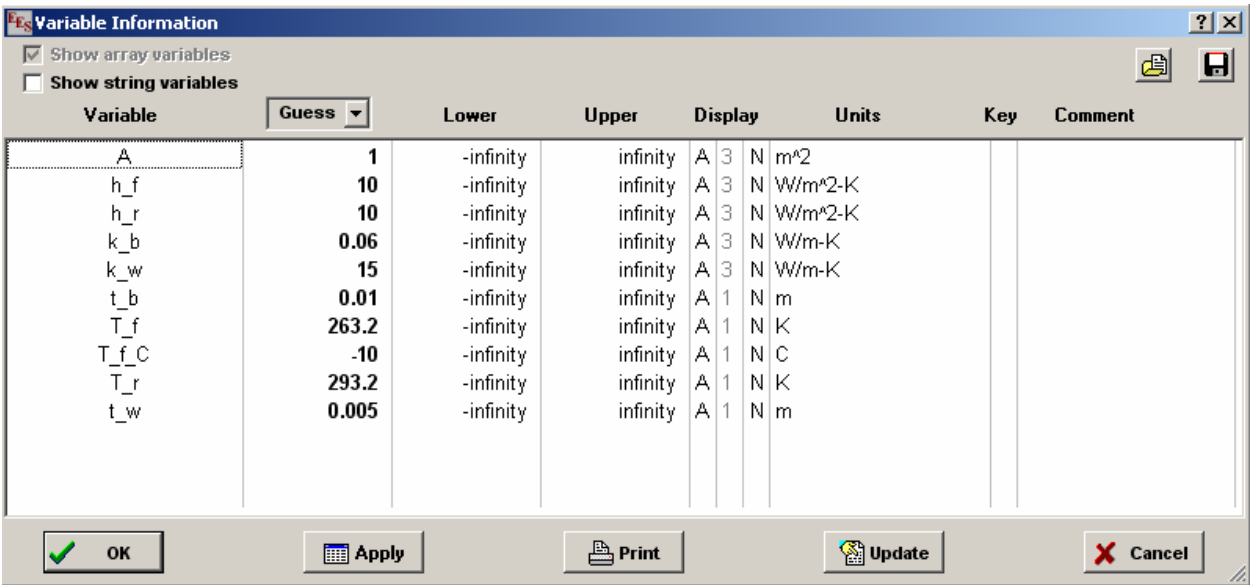 EES Variable Information ? X
Show array variables
Show string variables
Variable Guess Lower Upper Display Units Key Comment
A 1 -infinity infinity A 3 N m^2
h_f 10 -infinity infinity A 3 N W/m^2-K
h_r 10 -infinity infinity A 3 N W/m^2-K
k_b 0.06 -infinity infinity A 3 N W/m-K
k_w 15 -infinity infinity A 3 N W/m-K
t_b 0.01 -infinity infinity A 1 N m
T_f 263.2 -infinity infinity A 1 N K
T_f_C -10 -infinity infinity A 1 N C
T_r 293.2 -infinity infinity A 1 N K
t_w 0.005 -infinity infinity A 1 N m
OK Apply Print Update Cancel